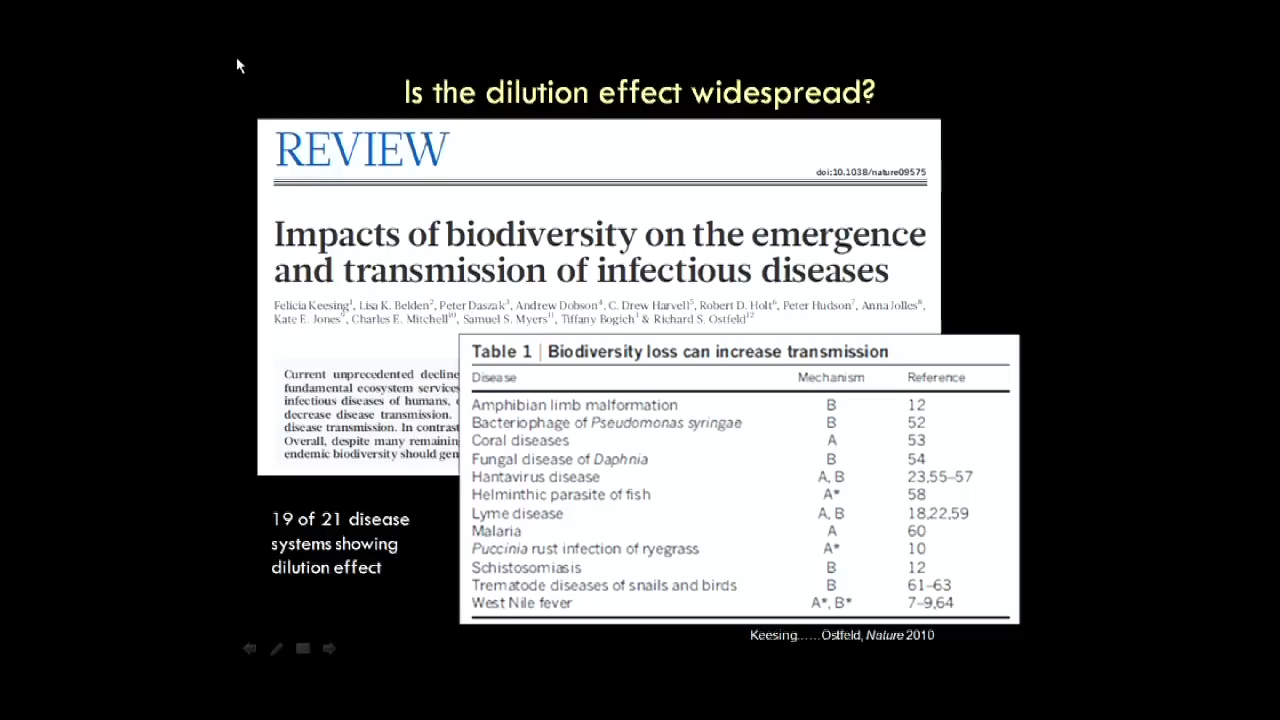 Is the dilution effect widespread?
REVIEW
doi:10.1038/nature09575
Impacts of biodiversity on the emergence
and transmission of infectious diseases
Felicia Keesing1, Lisa K. Belden2, Peter Daszak3, Andrew Dobson4, C. Drew Harvell5, Robert D. Holt6, Peter Hudson7, Anna Jolles8,
Kate E. Jones9, Charles E. Mitchell10, Samuel S. Myers11, Tiffany Bogich3 & Richard S. Ostfeld12
Current unprecedented decline
fundamental ecosystem services
infectious diseases of humans,
decrease disease transmission.
disease transmission. In contrast
Overall, despite many remaining
endemic biodiversity should gen
Table 1 | Biodiversity loss can increase transmission
Disease Mechanism Reference
Amphibian limb malformation B 12
Bacteriophage of Pseudomonas syringae B 52
Coral diseases A 53
Fungal disease of Daphnia B 54
Hantavirus disease A, B 23,55–57
Helminthic parasite of fish A* 58
Lyme disease A, B 18,22,59
Malaria A 60
Puccinia rust infection of ryegrass A* 10
Schistosomiasis B 12
Trematode diseases of snails and birds B 61–63
West Nile fever A*, B* 7–9,64
19 of 21 disease
systems showing
dilution effect
Keesing……Ostfeld, Nature 2010